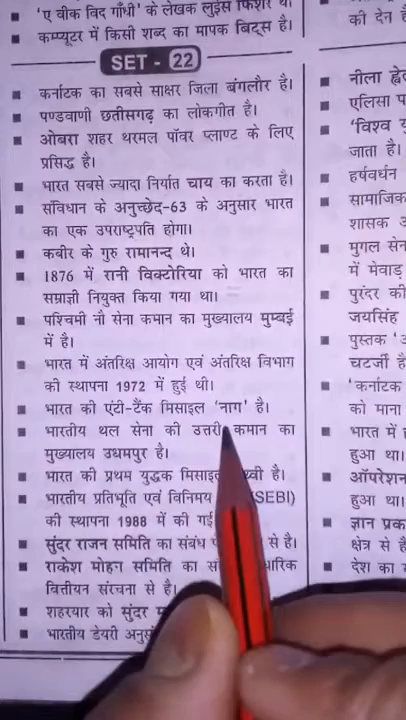 'ए वीक विद गाँधी' के लेखक लुईस फिशर थे।
कम्प्यूटर में किसी शब्द का मापक बिट्स है।
SET - 22
कर्नाटक का सबसे साक्षर जिला बंगलौर है।
पण्डवाणी छत्तीसगढ़ का लोकगीत है।
ओबरा शहर थरमल पॉवर प्लाण्ट के लिए
प्रसिद्ध है।
भारत सबसे ज्यादा निर्यात चाय का करता है।
संविधान के अनुच्छेद-63 के अनुसार भारत
का एक उपराष्ट्रपति होगा।
कबीर के गुरु रामानन्द थे।
1876 में रानी विक्टोरिया को भारत का
सम्राज्ञी नियुक्त किया गया था।
पश्चिमी नौ सेना कमान का मुख्यालय मुम्बई
में है।
भारत में अंतरिक्ष आयोग एवं अंतरिक्ष विभाग
की स्थापना 1972 में हुई थी।
भारत की एंटी-टैंक मिसाइल 'नाग' है।
भारतीय थल सेना की उत्तरी कमान का
मुख्यालय उधमपुर है।
भारत की प्रथम युद्धक मिसाइल है।
भारतीय प्रतिभूति एवं विनिमय (SEBI)
की स्थापना 1988 में की गई
सुंदर राजन समिति का संबंध से है।
राकेश मोहन समिति का
वित्तीयन संरचना से है।
शहरयार को सुंदर
भारतीय डेयरी
की देन है
नीला
एलिसा
'विश्व
जाता है।
हर्षवर्धन
सामाजिक
शासक
मुगल सेन
में मेवाड़
पुरंदर की
जयसिंह
पुस्तक
चटर्जी है
'कर्नाटक
को माना
भारत में
हुआ था।
ऑपरेशन
हुआ था।
ज्ञान
क्षेत्र से है
देश का